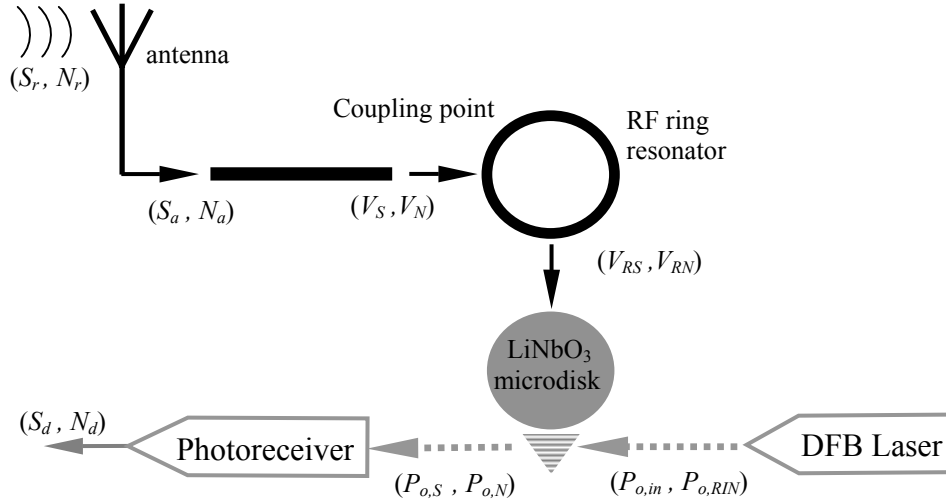 antenna
(Sr , Nr)
Coupling point
RF ring
resonator
(Sa , Na)
(VS , VN)
(VRS , VRN)
LiNbO3
microdisk
(Sd , Nd)
Photoreceiver
DFB Laser
(Po,S , Po,N)
(Po,in , Po,RIN)